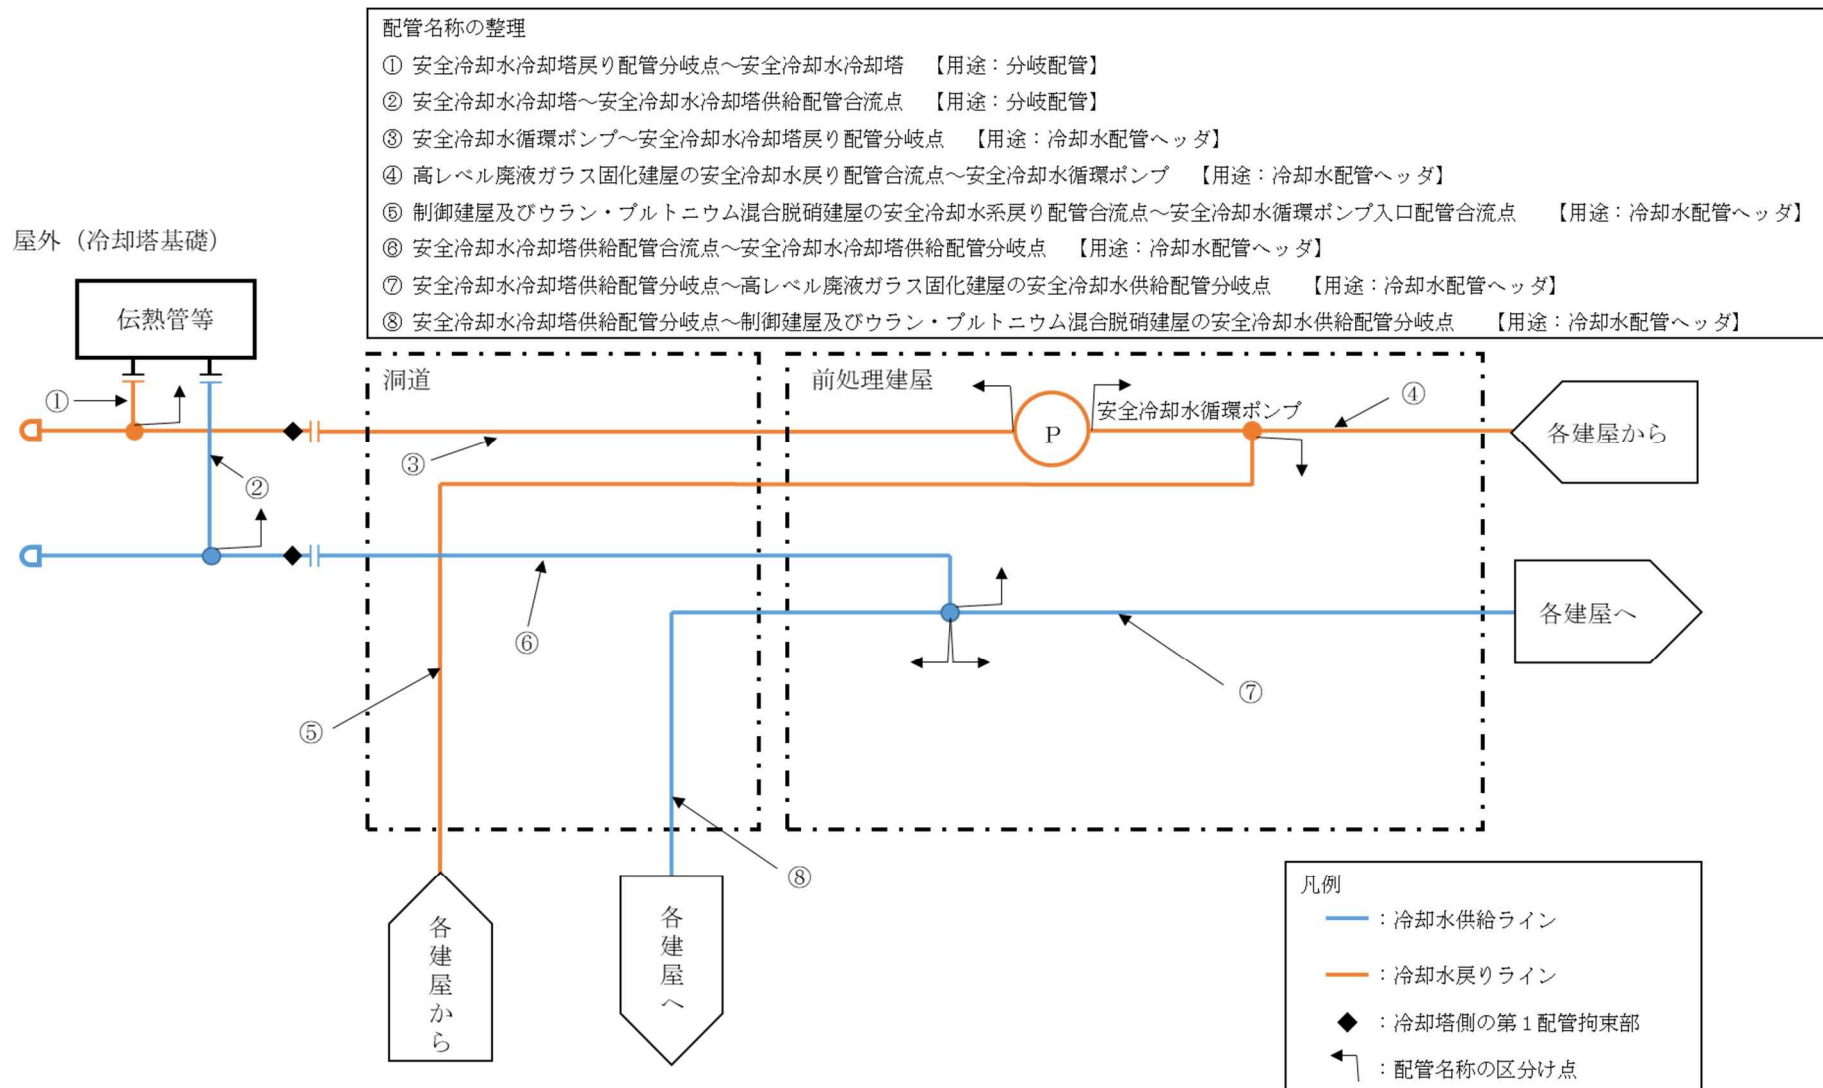 配管名称の整理
① 安全冷却水冷却塔戻り配管分岐点～安全冷却水冷却塔　【用途：分岐配管】
② 安全冷却水冷却塔～安全冷却水冷却塔供給配管合流点　【用途：分岐配管】
③ 安全冷却水循環ポンプ～安全冷却水冷却塔戻り配管分岐点　【用途：冷却水配管ヘッダ】
④ 高レベル廃液ガラス固化建屋の安全冷却水戻り配管合流点～安全冷却水循環ポンプ　【用途：冷却水配管ヘッダ】
⑤ 制御建屋及びウラン・プルトニウム混合脱硝建屋の安全冷却水系戻り配管合流点～安全冷却水循環ポンプ入口配管合流点　【用途：冷却水配管ヘッダ】
⑥ 安全冷却水冷却塔供給配管合流点～安全冷却水冷却塔供給配管分岐点　【用途：冷却水配管ヘッダ】
⑦ 安全冷却水冷却塔供給配管分岐点～高レベル廃液ガラス固化建屋の安全冷却水供給配管分岐点　【用途：冷却水配管ヘッダ】
⑧ 安全冷却水冷却塔供給配管分岐点～制御建屋及びウラン・プルトニウム混合脱硝建屋の安全冷却水供給配管分岐点　【用途：冷却水配管ヘッダ】
屋外（冷却塔基礎）
伝熱管等
洞道
前処理建屋
①
安全冷却水循環ポンプ
④
P
各建屋から
③
②
各建屋へ
⑥
⑦
⑤
⑧
各建屋から
各建屋へ
凡例
：冷却水供給ライン
：冷却水戻りライン
：冷却塔側の第１配管拘束部
：配管名称の区分け点